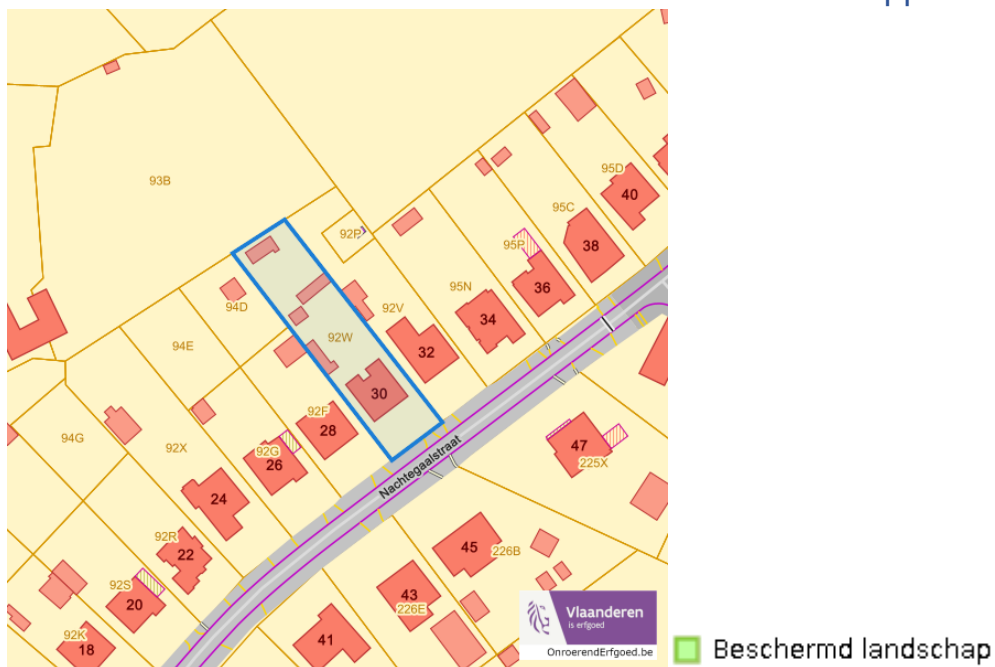 93B
95D
40
95C
38
92P
95P
36
95N
92V
34
94D
92W
32
94E
30
92F
28
Nachtegaalstraat
94G
92X
92G
26
47
225X
24
92R
22
45
226B
92S
20
43
226E
92K
18
41
Vlaanderen
is erfgoed
OnroerendErfgoed.be
Beschermd landschap